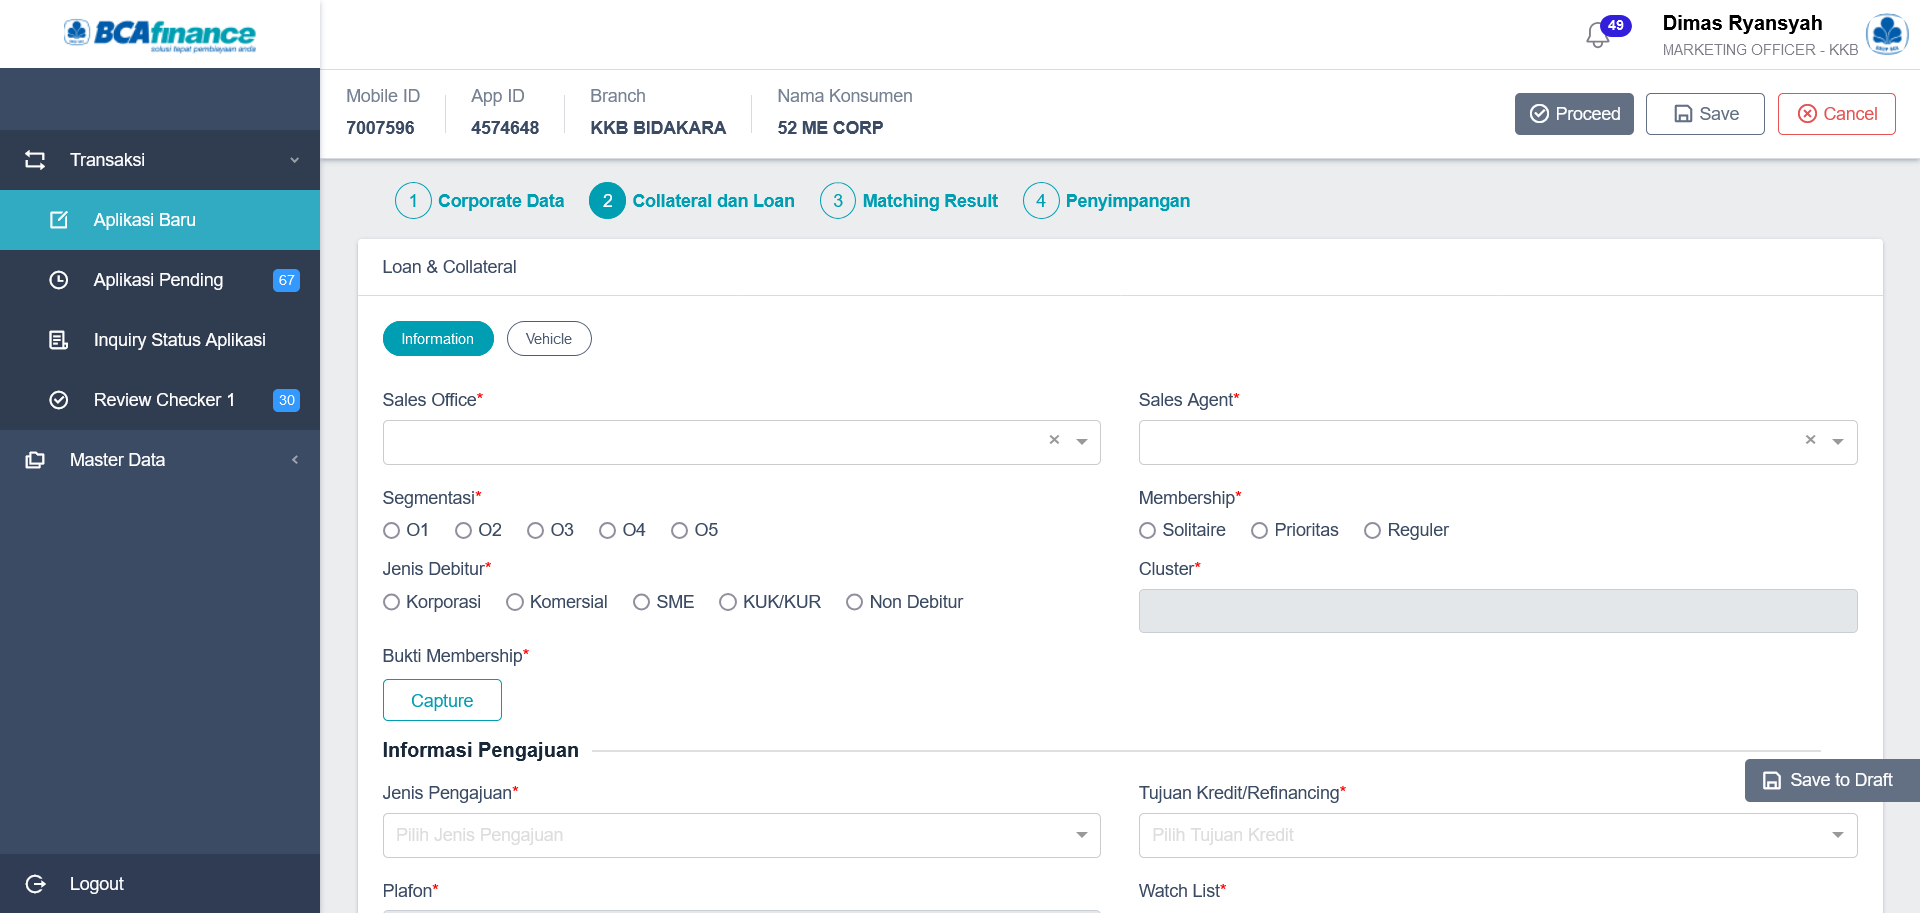 BCAfinance
solusi tepat pembiayaan anda
49
Dimas Ryansyah
MARKETING OFFICER - KKB
Mobile ID
7007596
App ID
4574648
Branch
KKB BIDAKARA
Nama Konsumen
52 ME CORP
Proceed
Save
Cancel
Transaksi
Aplikasi Baru
Aplikasi Pending 67
Inquiry Status Aplikasi
Review Checker 1 30
Master Data
Logout
1 Corporate Data
2 Collateral dan Loan
3 Matching Result
4 Penyimpangan
Loan & Collateral
Information
Vehicle
Sales Office*
Sales Agent*
Segmentasi*
O1 O2 O3 O4 O5
Membership*
Solitaire Prioritas Reguler
Jenis Debitur*
Korporasi Komersial SME KUK/KUR Non Debitur
Cluster*
Bukti Membership*
Capture
Informasi Pengajuan
Save to Draft
Jenis Pengajuan*
Pilih Jenis Pengajuan
Tujuan Kredit/Refinancing*
Pilih Tujuan Kredit
Plafon*
Watch List*